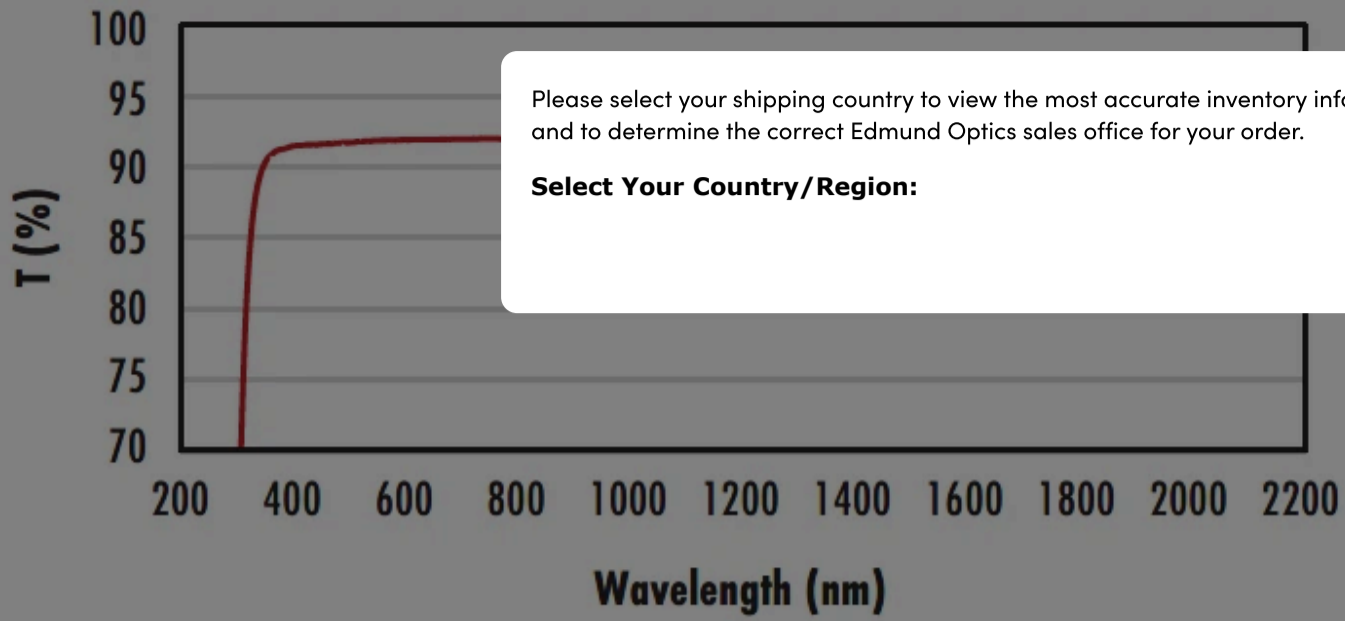 100
95
90
85
80
75
70
T (%)
Please select your shipping country to view the most accurate inventory
and to determine the correct Edmund Optics sales office for your order.
Select Your Country/Region:
200 400 600 800 1000 1200 1400 1600 1800 2000 2200
Wavelength (nm)